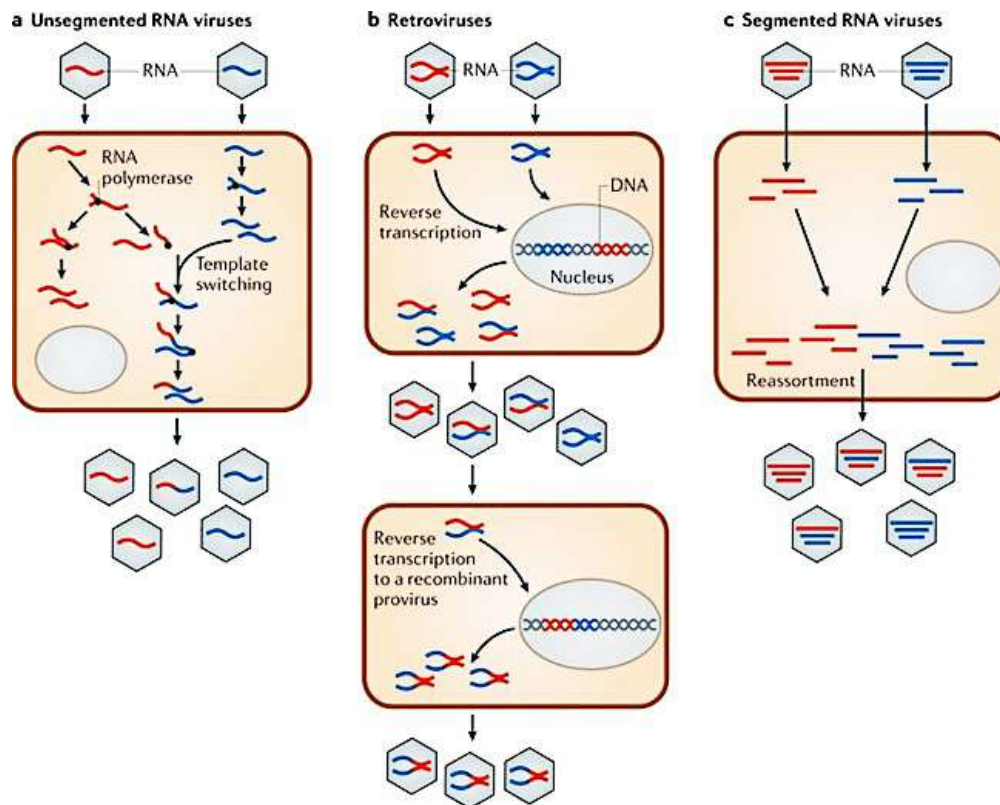 a Unsegmented RNA viruses
RNA
RNA
polymerase
Template
switching
b Retroviruses
RNA
Reverse
transcription
DNA
Nucleus
Reverse
transcription
to a recombinant
provirus
c Segmented RNA viruses
RNA
Reassortment